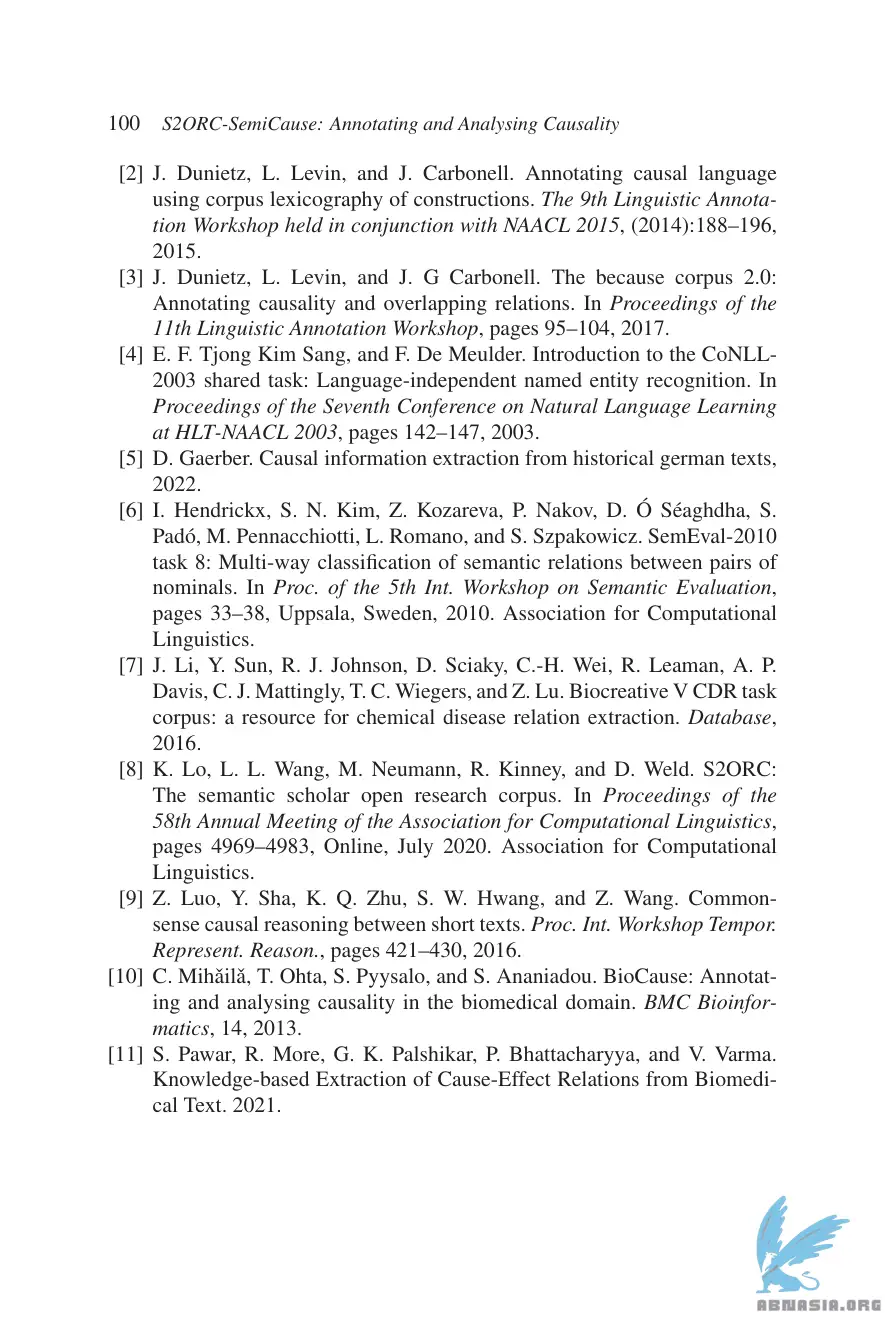 100 S2ORC-SemiCause: Annotating and Analysing Causality
[2] J. Dunietz, L. Levin, and J. Carbonell. Annotating causal language
using corpus lexicography of constructions. The 9th Linguistic Annota-
tion Workshop held in conjunction with NAACL 2015, (2014):188–196,
2015.
[3] J. Dunietz, L. Levin, and J. G Carbonell. The because corpus 2.0:
Annotating causality and overlapping relations. In Proceedings of the
11th Linguistic Annotation Workshop, pages 95–104, 2017.
[4] E. F. Tjong Kim Sang, and F. De Meulder. Introduction to the CoNLL-
2003 shared task: Language-independent named entity recognition. In
Proceedings of the Seventh Conference on Natural Language Learning
at HLT-NAACL 2003, pages 142–147, 2003.
[5] D. Gaerber. Causal information extraction from historical german texts,
2022.
[6] I. Hendrickx, S. N. Kim, Z. Kozareva, P. Nakov, D. Ó Séaghdha, S.
Padó, M. Pennacchiotti, L. Romano, and S. Szpakowicz. SemEval-2010
task 8: Multi-way classification of semantic relations between pairs of
nominals. In Proc. of the 5th Int. Workshop on Semantic Evaluation,
pages 33–38, Uppsala, Sweden, 2010. Association for Computational
Linguistics.
[7] J. Li, Y. Sun, R. J. Johnson, D. Sciaky, C.-H. Wei, R. Leaman, A. P.
Davis, C. J. Mattingly, T. C. Wiegers, and Z. Lu. Biocreative V CDR task
corpus: a resource for chemical disease relation extraction. Database,
2016.
[8] K. Lo, L. L. Wang, M. Neumann, R. Kinney, and D. Weld. S2ORC:
The semantic scholar open research corpus. In Proceedings of the
58th Annual Meeting of the Association for Computational Linguistics,
pages 4969–4983, Online, July 2020. Association for Computational
Linguistics.
[9] Z. Luo, Y. Sha, K. Q. Zhu, S. W. Hwang, and Z. Wang. Common-
sense causal reasoning between short texts. Proc. Int. Workshop Tempor.
Represent. Reason., pages 421–430, 2016.
[10] C. Mihăilă, T. Ohta, S. Pyysalo, and S. Ananiadou. BioCause: Annotat-
ing and analysing causality in the biomedical domain. BMC Bioinfor-
matics, 14, 2013.
[11] S. Pawar, R. More, G. K. Palshikar, P. Bhattacharyya, and V. Varma.
Knowledge-based Extraction of Cause-Effect Relations from Biomedi-
cal Text. 2021.
ABNASIA.ORG